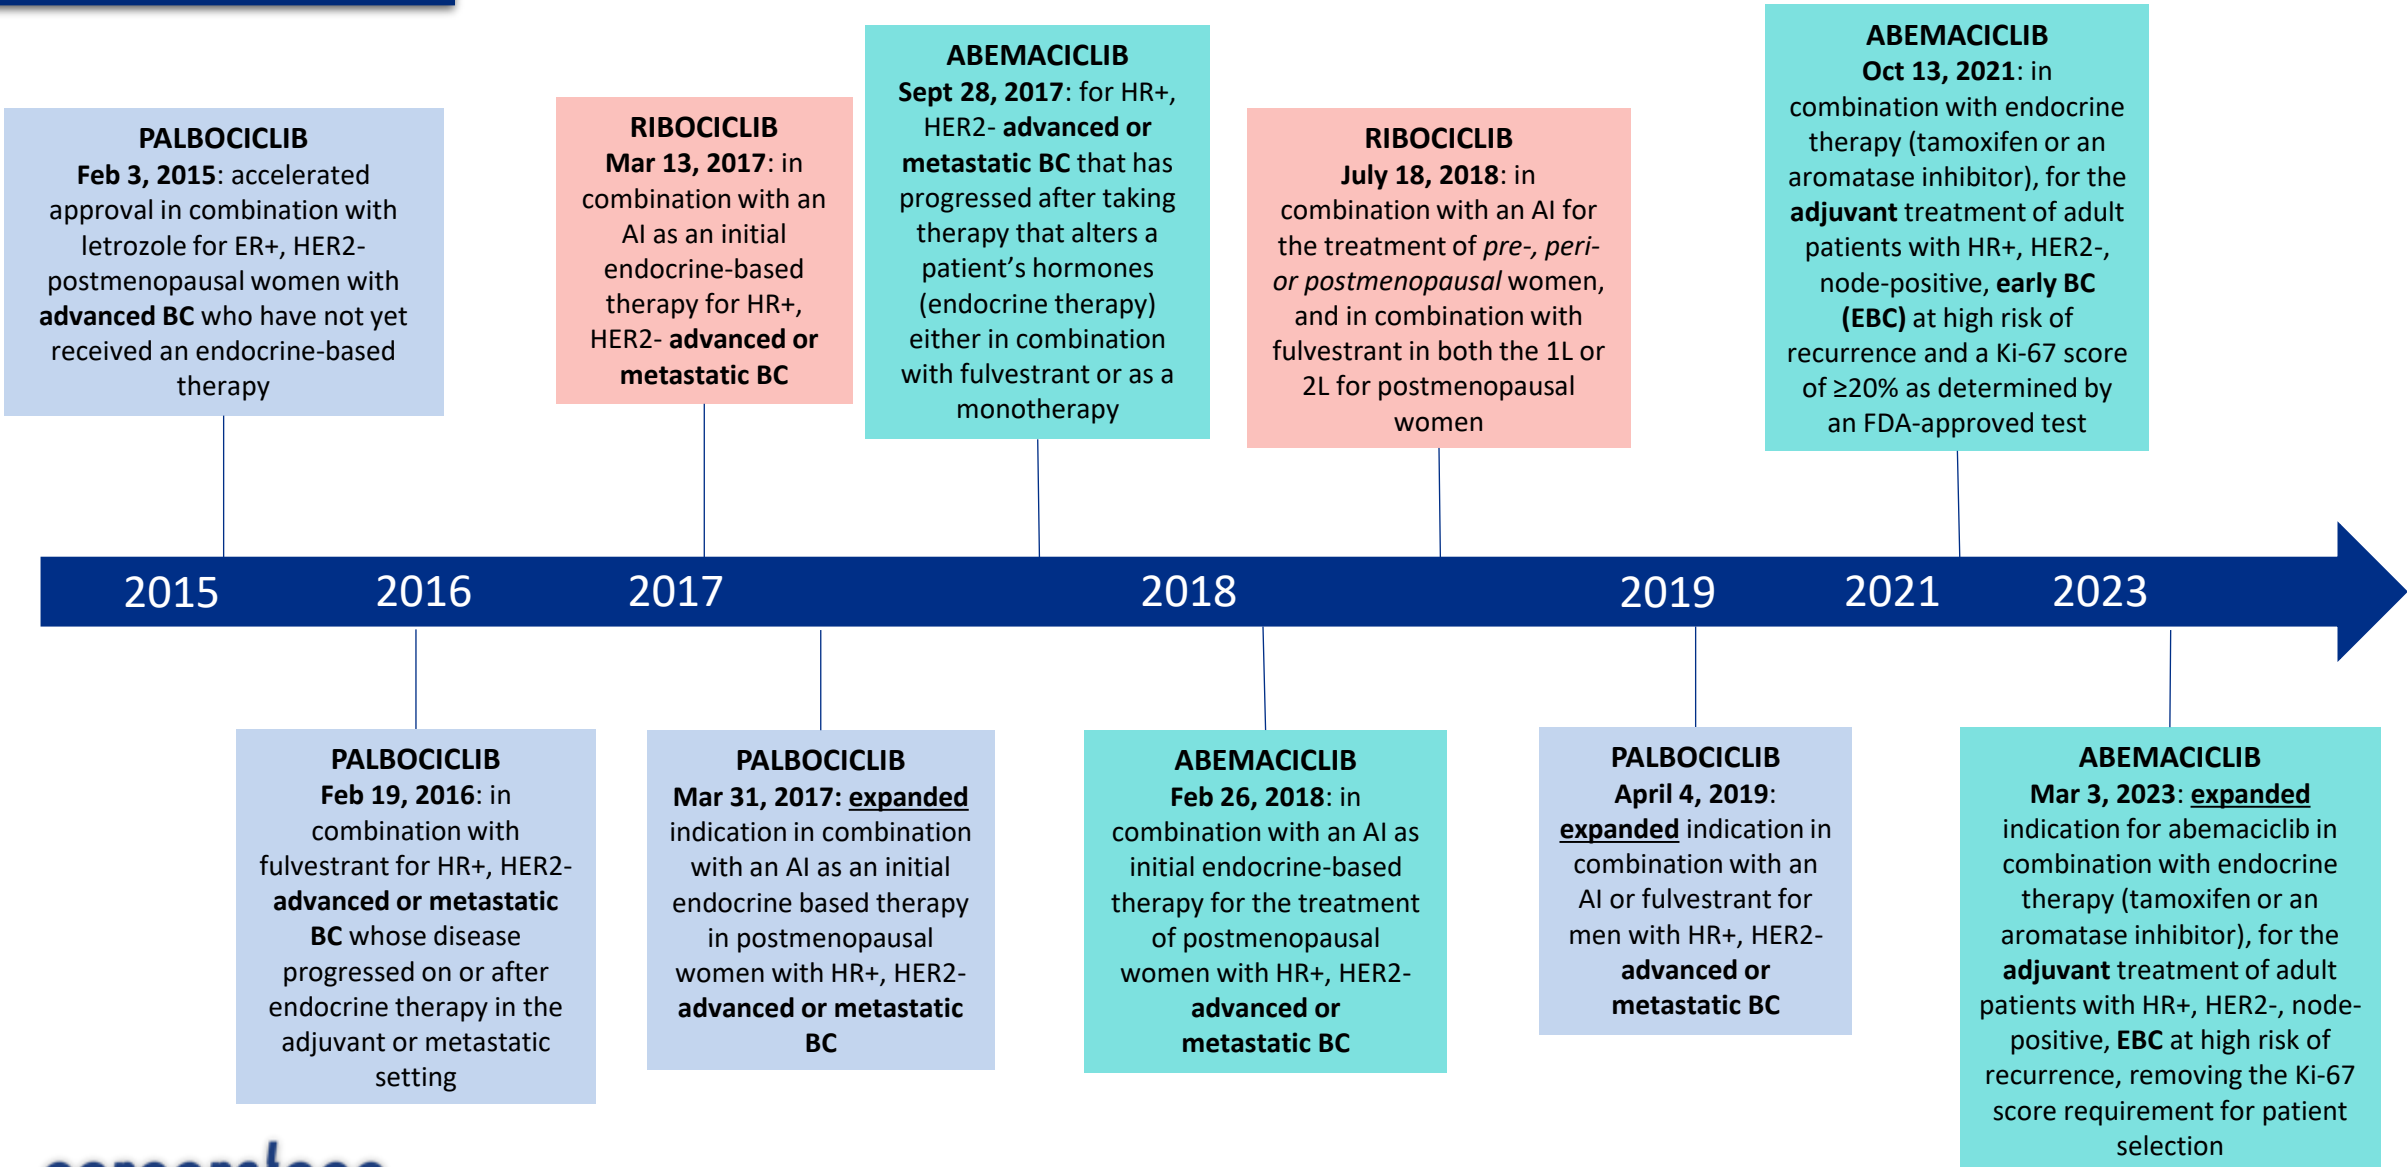 PALBOCICLIB
Feb 3, 2015: accelerated
approval in combination with
letrozole for ER+, HER2-
postmenopausal women with
advanced BC who have not yet
received an endocrine-based
therapy
RIBOCICLIB
Mar 13, 2017: in
combination with an
AI as an initial
endocrine-based
therapy for HR+,
HER2- advanced or
metastatic BC
ABEMACICLIB
Sept 28, 2017: for HR+,
HER2- advanced or
metastatic BC that has
progressed after taking
therapy that alters a
patient’s hormones
(endocrine therapy)
either in combination
with fulvestrant or as a
monotherapy
RIBOCICLIB
July 18, 2018: in
combination with an AI for
the treatment of pre-, peri-
or postmenopausal women,
and in combination with
fulvestrant in both the 1L or
2L for postmenopausal
women
ABEMACICLIB
Oct 13, 2021: in
combination with endocrine
therapy (tamoxifen or an
aromatase inhibitor), for the
adjuvant treatment of adult
patients with HR+, HER2-,
node-positive, early BC
(EBC) at high risk of
recurrence and a Ki-67 score
of ≥20% as determined by
an FDA-approved test
2015 2016 2017 2018 2019 2021 2023
PALBOCICLIB
Feb 19, 2016: in
combination with
fulvestrant for HR+, HER2-
advanced or metastatic
BC whose disease
progressed on or after
endocrine therapy in the
adjuvant or metastatic
setting
PALBOCICLIB
Mar 31, 2017: expanded
indication in combination
with an AI as an initial
endocrine based therapy
in postmenopausal
women with HR+, HER2-
advanced or metastatic
BC
ABEMACICLIB
Feb 26, 2018: in
combination with an AI as
initial endocrine-based
therapy for the treatment
of postmenopausal
women with HR+, HER2-
advanced or
metastatic BC
PALBOCICLIB
April 4, 2019:
expanded indication in
combination with an
AI or fulvestrant for
men with HR+, HER2-
advanced or
metastatic BC
ABEMACICLIB
Mar 3, 2023: expanded
indication for abemaciclib in
combination with endocrine
therapy (tamoxifen or an
aromatase inhibitor), for the
adjuvant treatment of adult
patients with HR+, HER2-, node-
positive, EBC at high risk of
recurrence, removing the Ki-67
score requirement for patient
selection